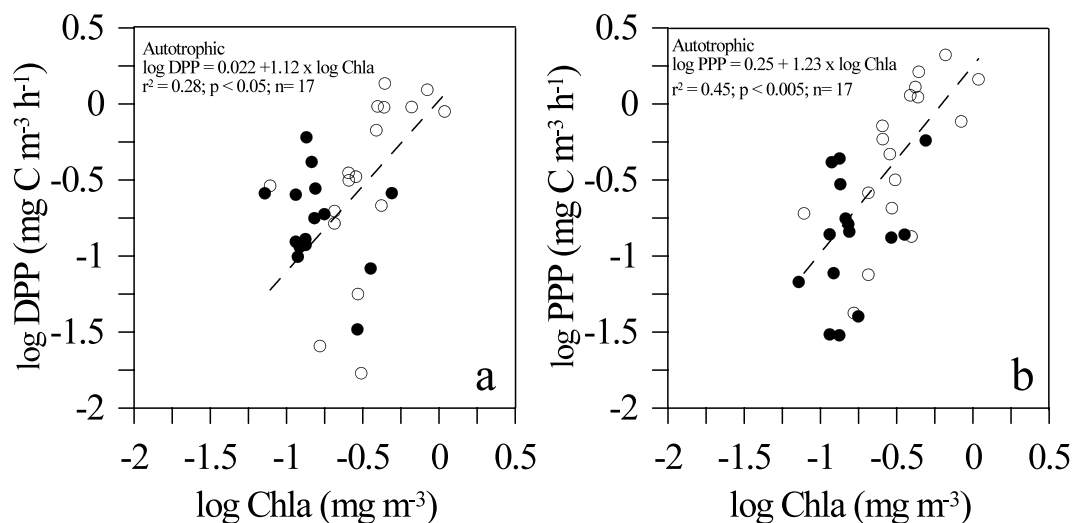 0.5
0
-0.5
-1
-1.5
-2
log DPP (mg C m-3 h-1)
Autotrophic
log DPP = 0.022 +1.12 x log Chla
r2 = 0.28; p < 0.05; n= 17
a
-2 -1.5 -1 -0.5 0 0.5
log Chla (mg m-3)
0.5
0
-0.5
-1
-1.5
-2
log PPP (mg C m-3 h-1)
Autotrophic
log PPP = 0.25 + 1.23 x log Chla
r2 = 0.45; p < 0.005; n= 17
b
-2 -1.5 -1 -0.5 0 0.5
log Chla (mg m-3)